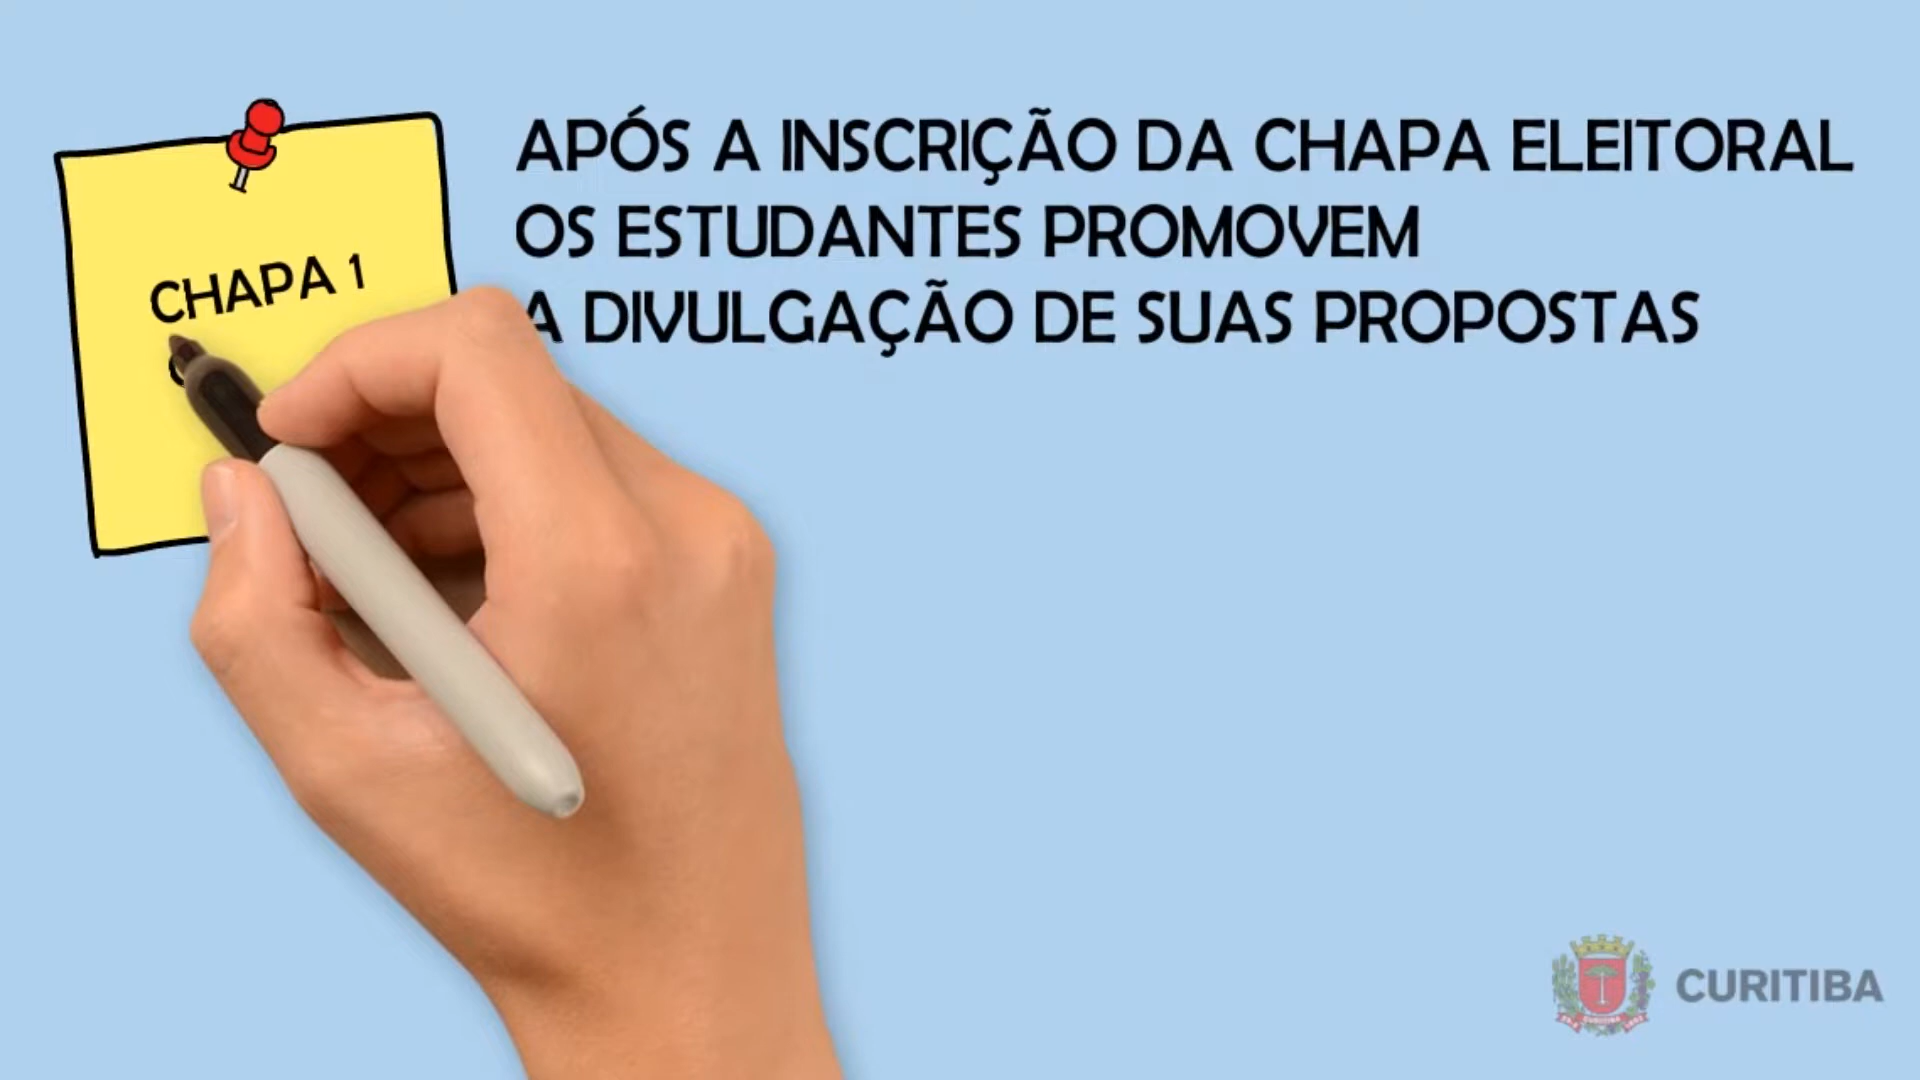 CHAPA 1
APÓS A INSCRIÇÃO DA CHAPA ELEITORAL
OS ESTUDANTES PROMOVEM
A DIVULGAÇÃO DE SUAS PROPOSTAS
CURITIBA